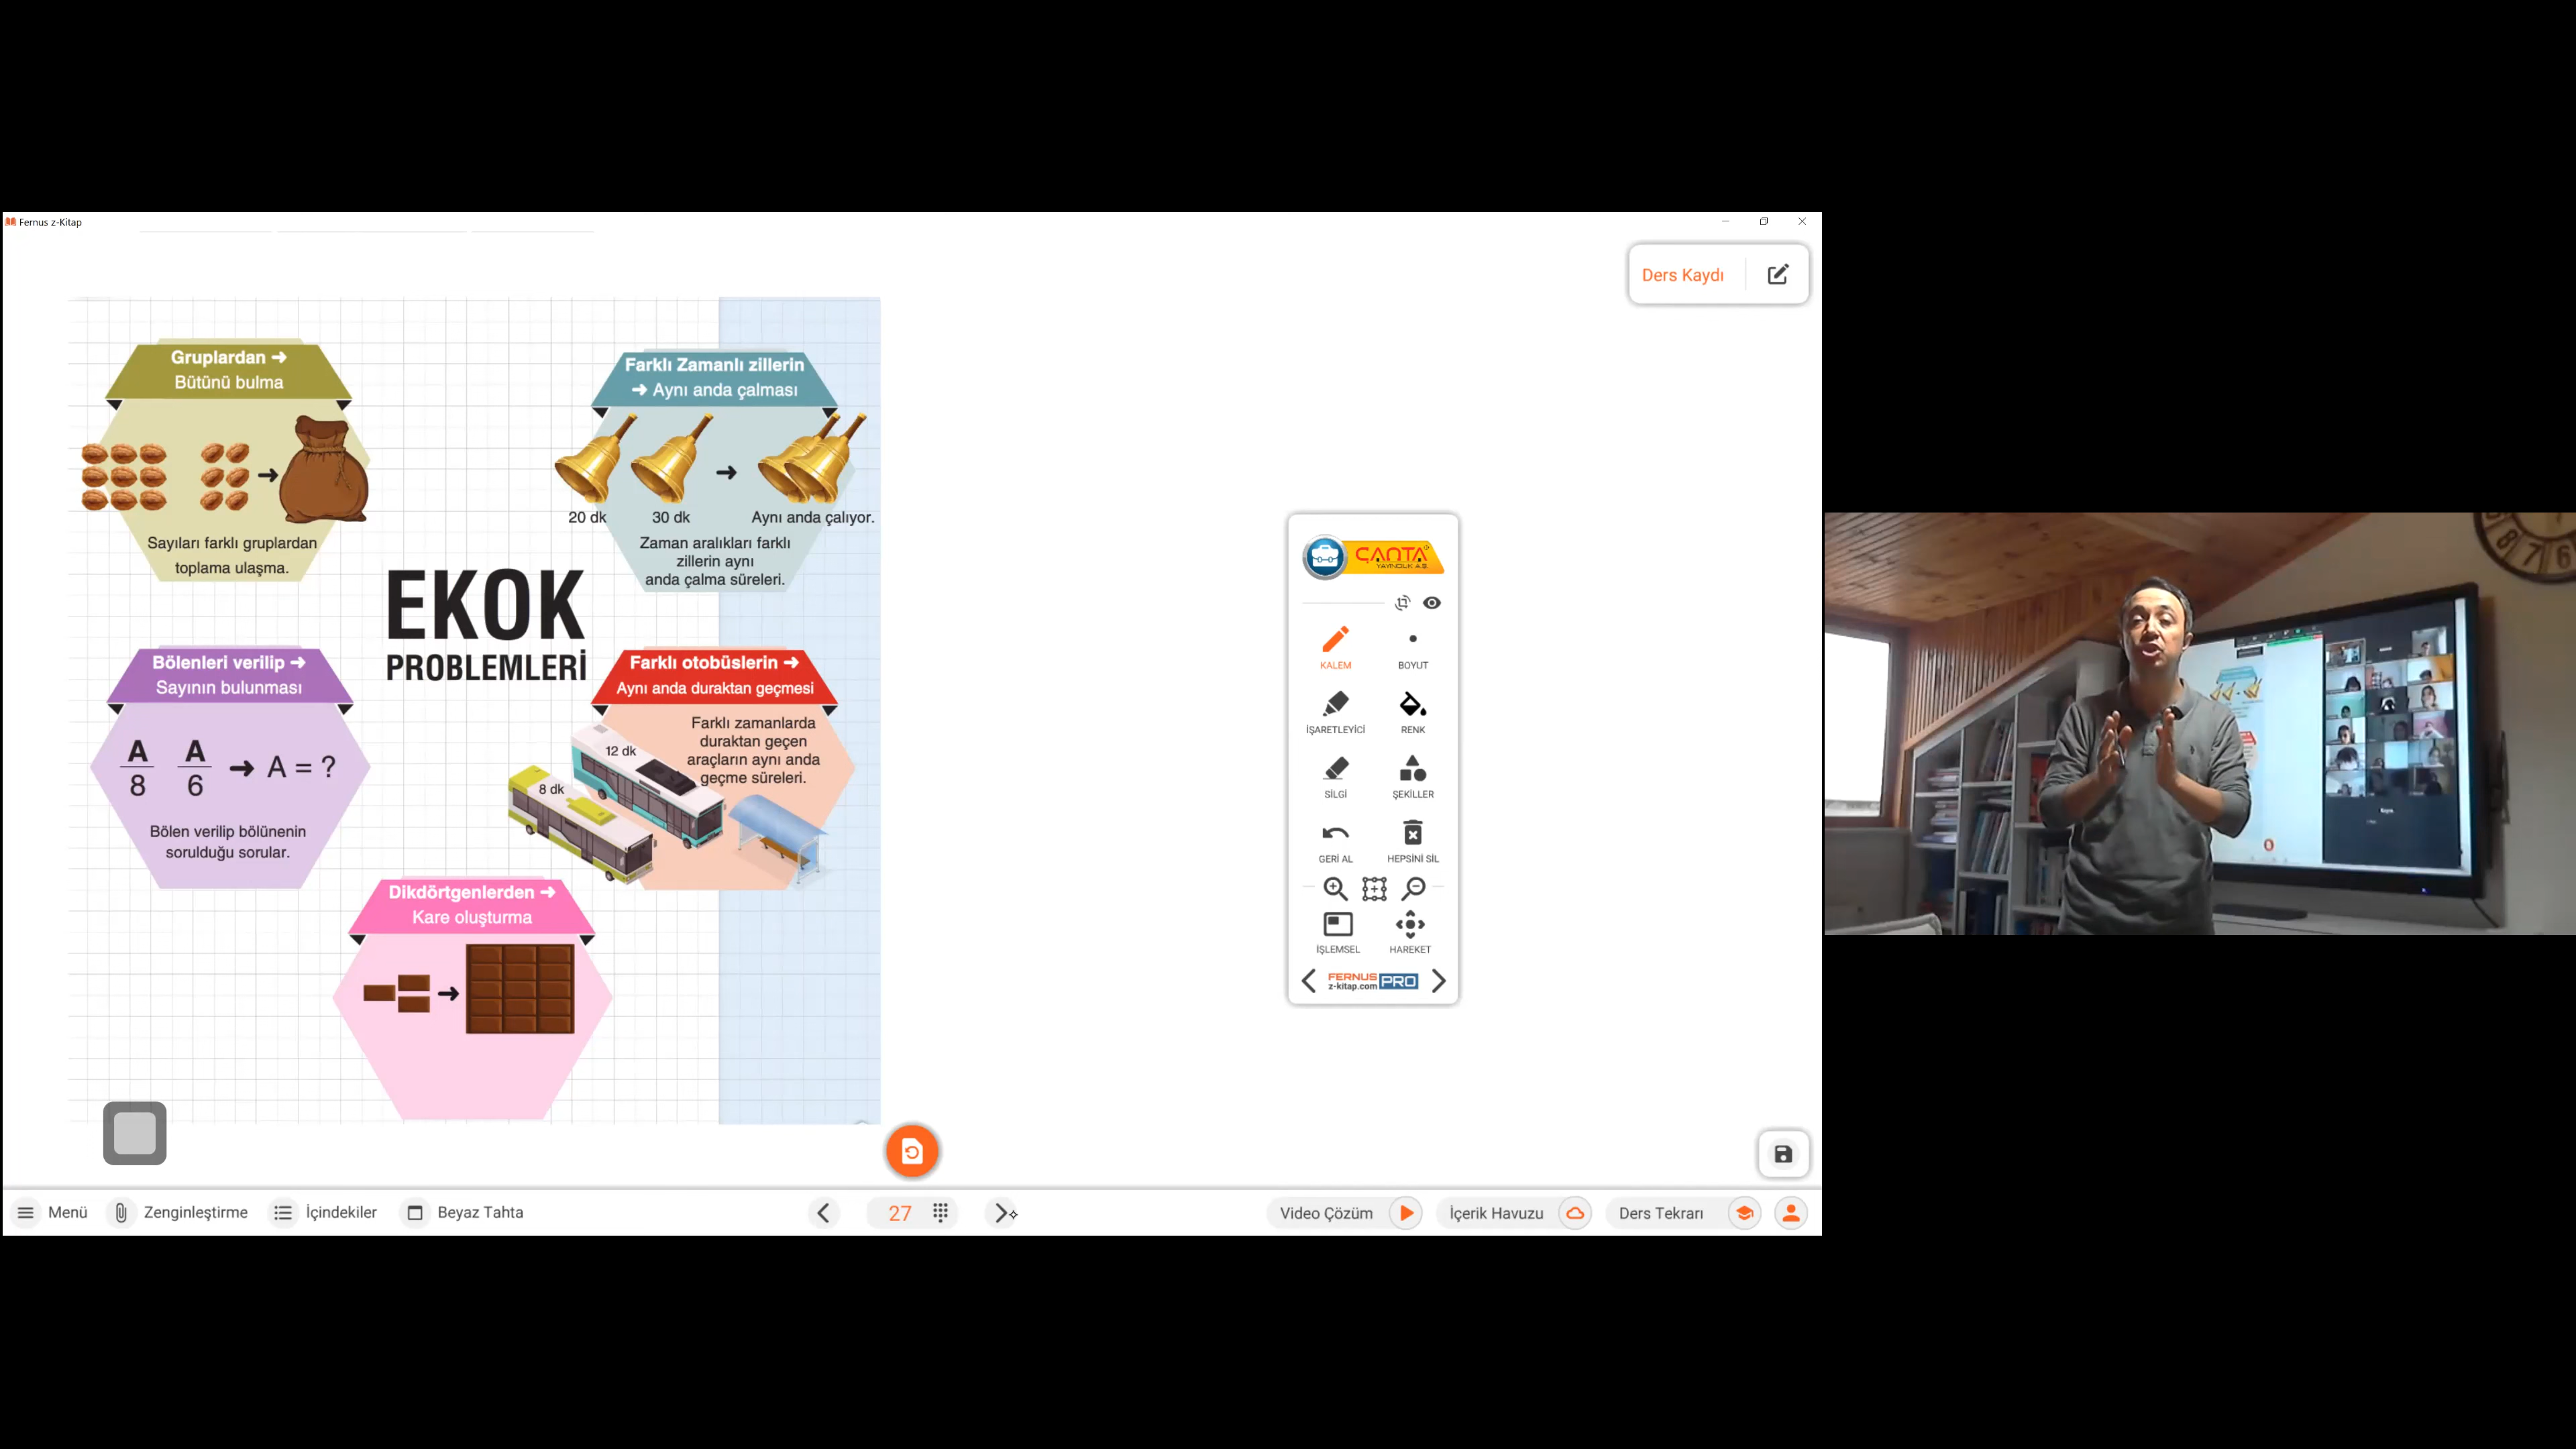 Fernus z-Kitap
Ders Kaydı
Gruplardan ➔
Bütünü bulma
Sayıları farklı gruplardan
toplama ulaşma.
Farklı Zamanlı zillerin
➔ Aynı anda çalması
20 dk 30 dk Aynı anda çalıyor.
Zaman aralıkları farklı
zillerin aynı
anda çalma süreleri.
EKOK
PROBLEMLERİ
Bölenleri verilip ➔
Sayının bulunması
A/8 A/6 ➔ A = ?
Bölen verilip bölünenin
sorulduğu sorular.
Farklı otobüslerin ➔
Aynı anda duraktan geçmesi
Farklı zamanlarda
duraktan geçen
araçların aynı anda
geçme süreleri.
12 dk
8 dk
Dikdörtgenlerden ➔
Kare oluşturma
ÇANTA
YAYINCILIK A.Ş.
KALEM BOYUT
İŞARETLEYİCİ RENK
SİLGİ ŞEKİLLER
GERİ AL HEPSİNİ SİL
İŞLEMSEL HAREKET
FERNUS PRO
z-kitap.com
Menü Zenginleştirme İçindekiler Beyaz Tahta 27 Video Çözüm İçerik Havuzu Ders Tekrarı
8 7 6